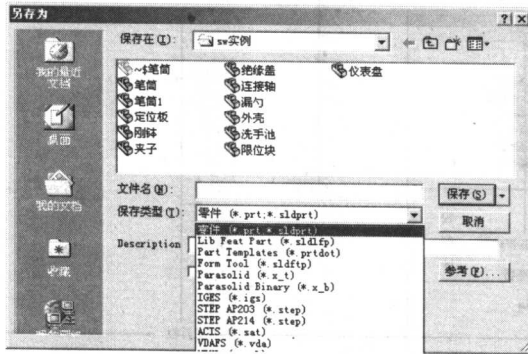 另存为
保存在(I):
sw实例
我的最近
文档
桌面
我的文档
收藏
~$笔筒
笔筒
笔筒1
定位板
刚钵
夹子
绝缘盖
连接轴
漏勺
外壳
洗手池
限位块
仪表盘
文件名(N):
保存(S)
保存类型(T):
零件 (*.prt;*.sldprt)
取消
零件 (*.prt;*.sldprt)
Description
Lib Feat Part (*.sldlfp)
Part Templates (*.prtdot)
Form Tool (*.sldftp)
参考(F)...
Parasolid (*.x_t)
Parasolid Binary (*.x_b)
IGES (*.igs)
STEP AP203 (*.step)
STEP AP214 (*.step)
ACIS (*.sat)
VDAFS (*.vda)